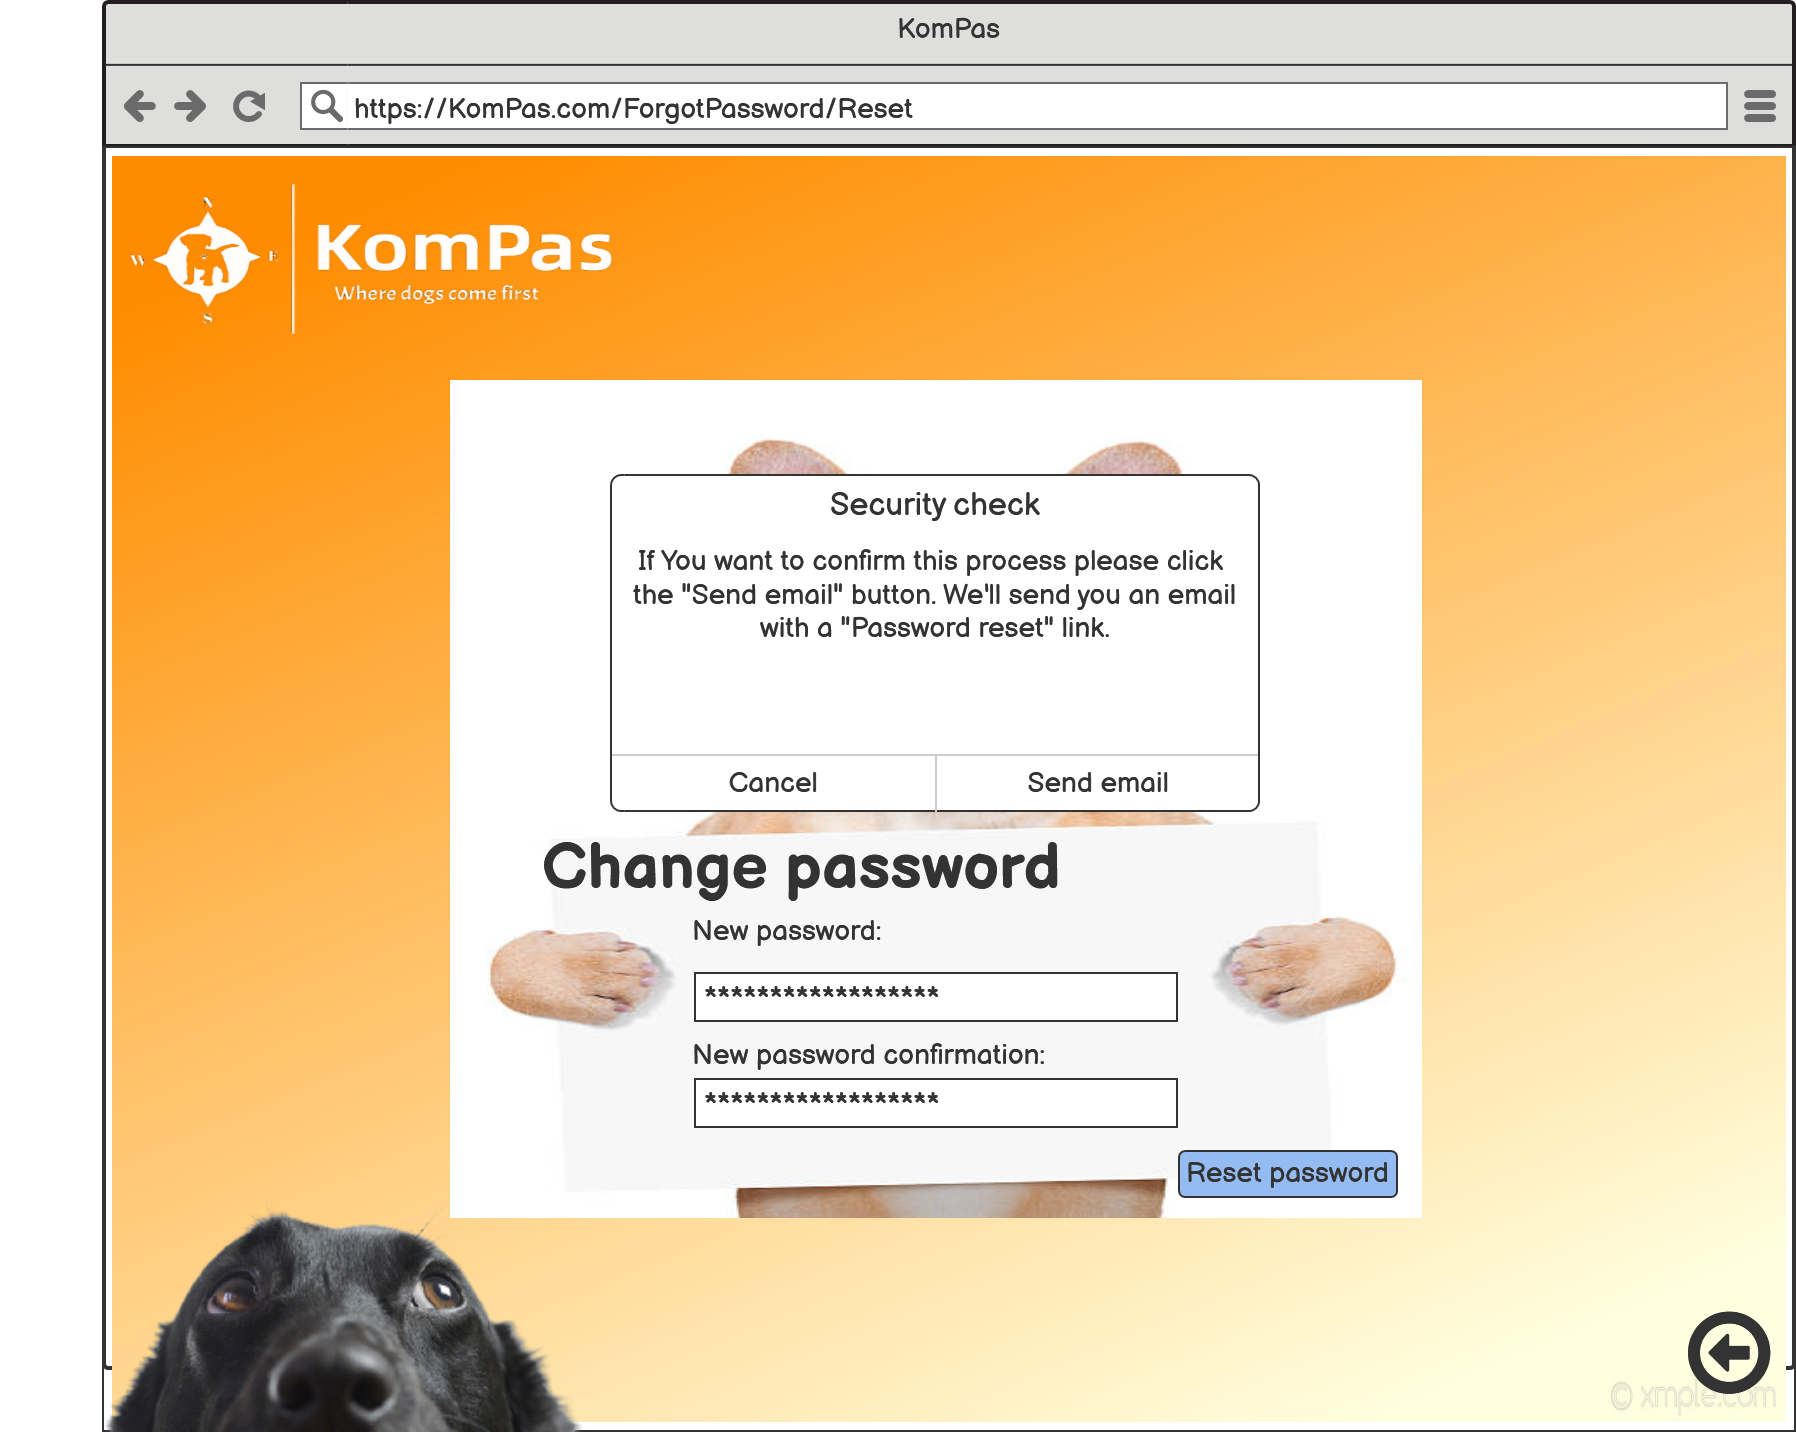 KomPas
https://KomPas.com/ForgotPassword/Reset
N
W
E
S
KomPas
Where dogs come first
Security check
If You want to confirm this process please click
the "Send email" button. We'll send you an email
with a "Password reset" link.
Cancel
Send email
Change password
New password:
******************
New password confirmation:
******************
Reset password
© xmple.com